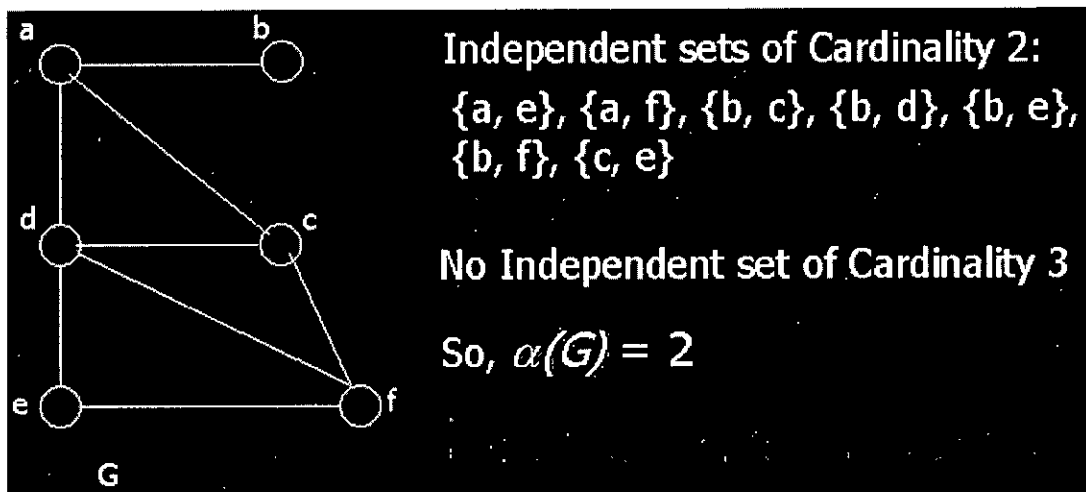 a
b
Independent sets of Cardinality 2:
{a, e}, {a, f}, {b, c}, {b, d}, {b, e},
{b, f}, {c, e}
d
c
No Independent set of Cardinality 3
So, α(G) = 2
e
f
G